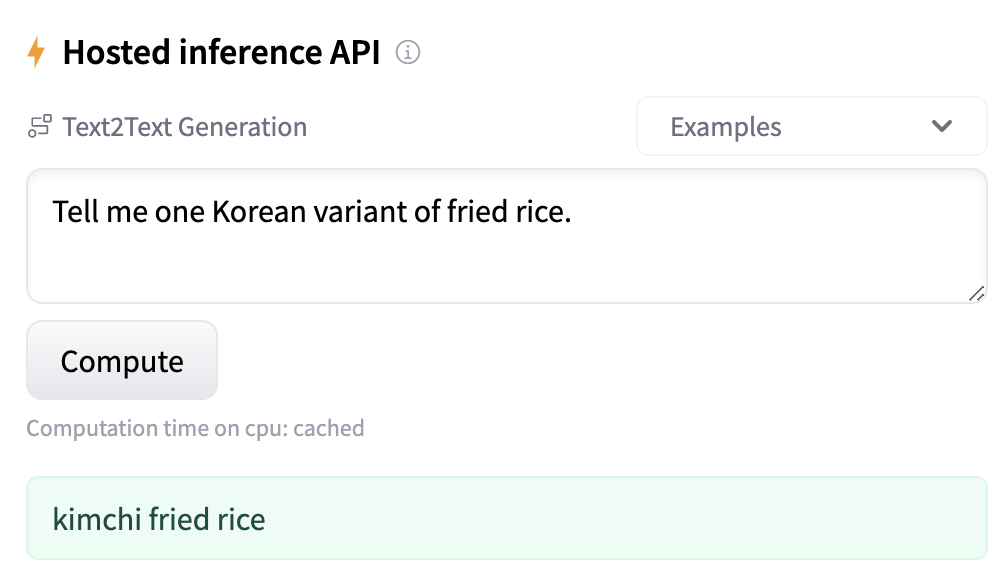 Hosted inference API
Text2Text Generation
Examples
Tell me one Korean variant of fried rice.
Compute
Computation time on cpu: cached
kimchi fried rice